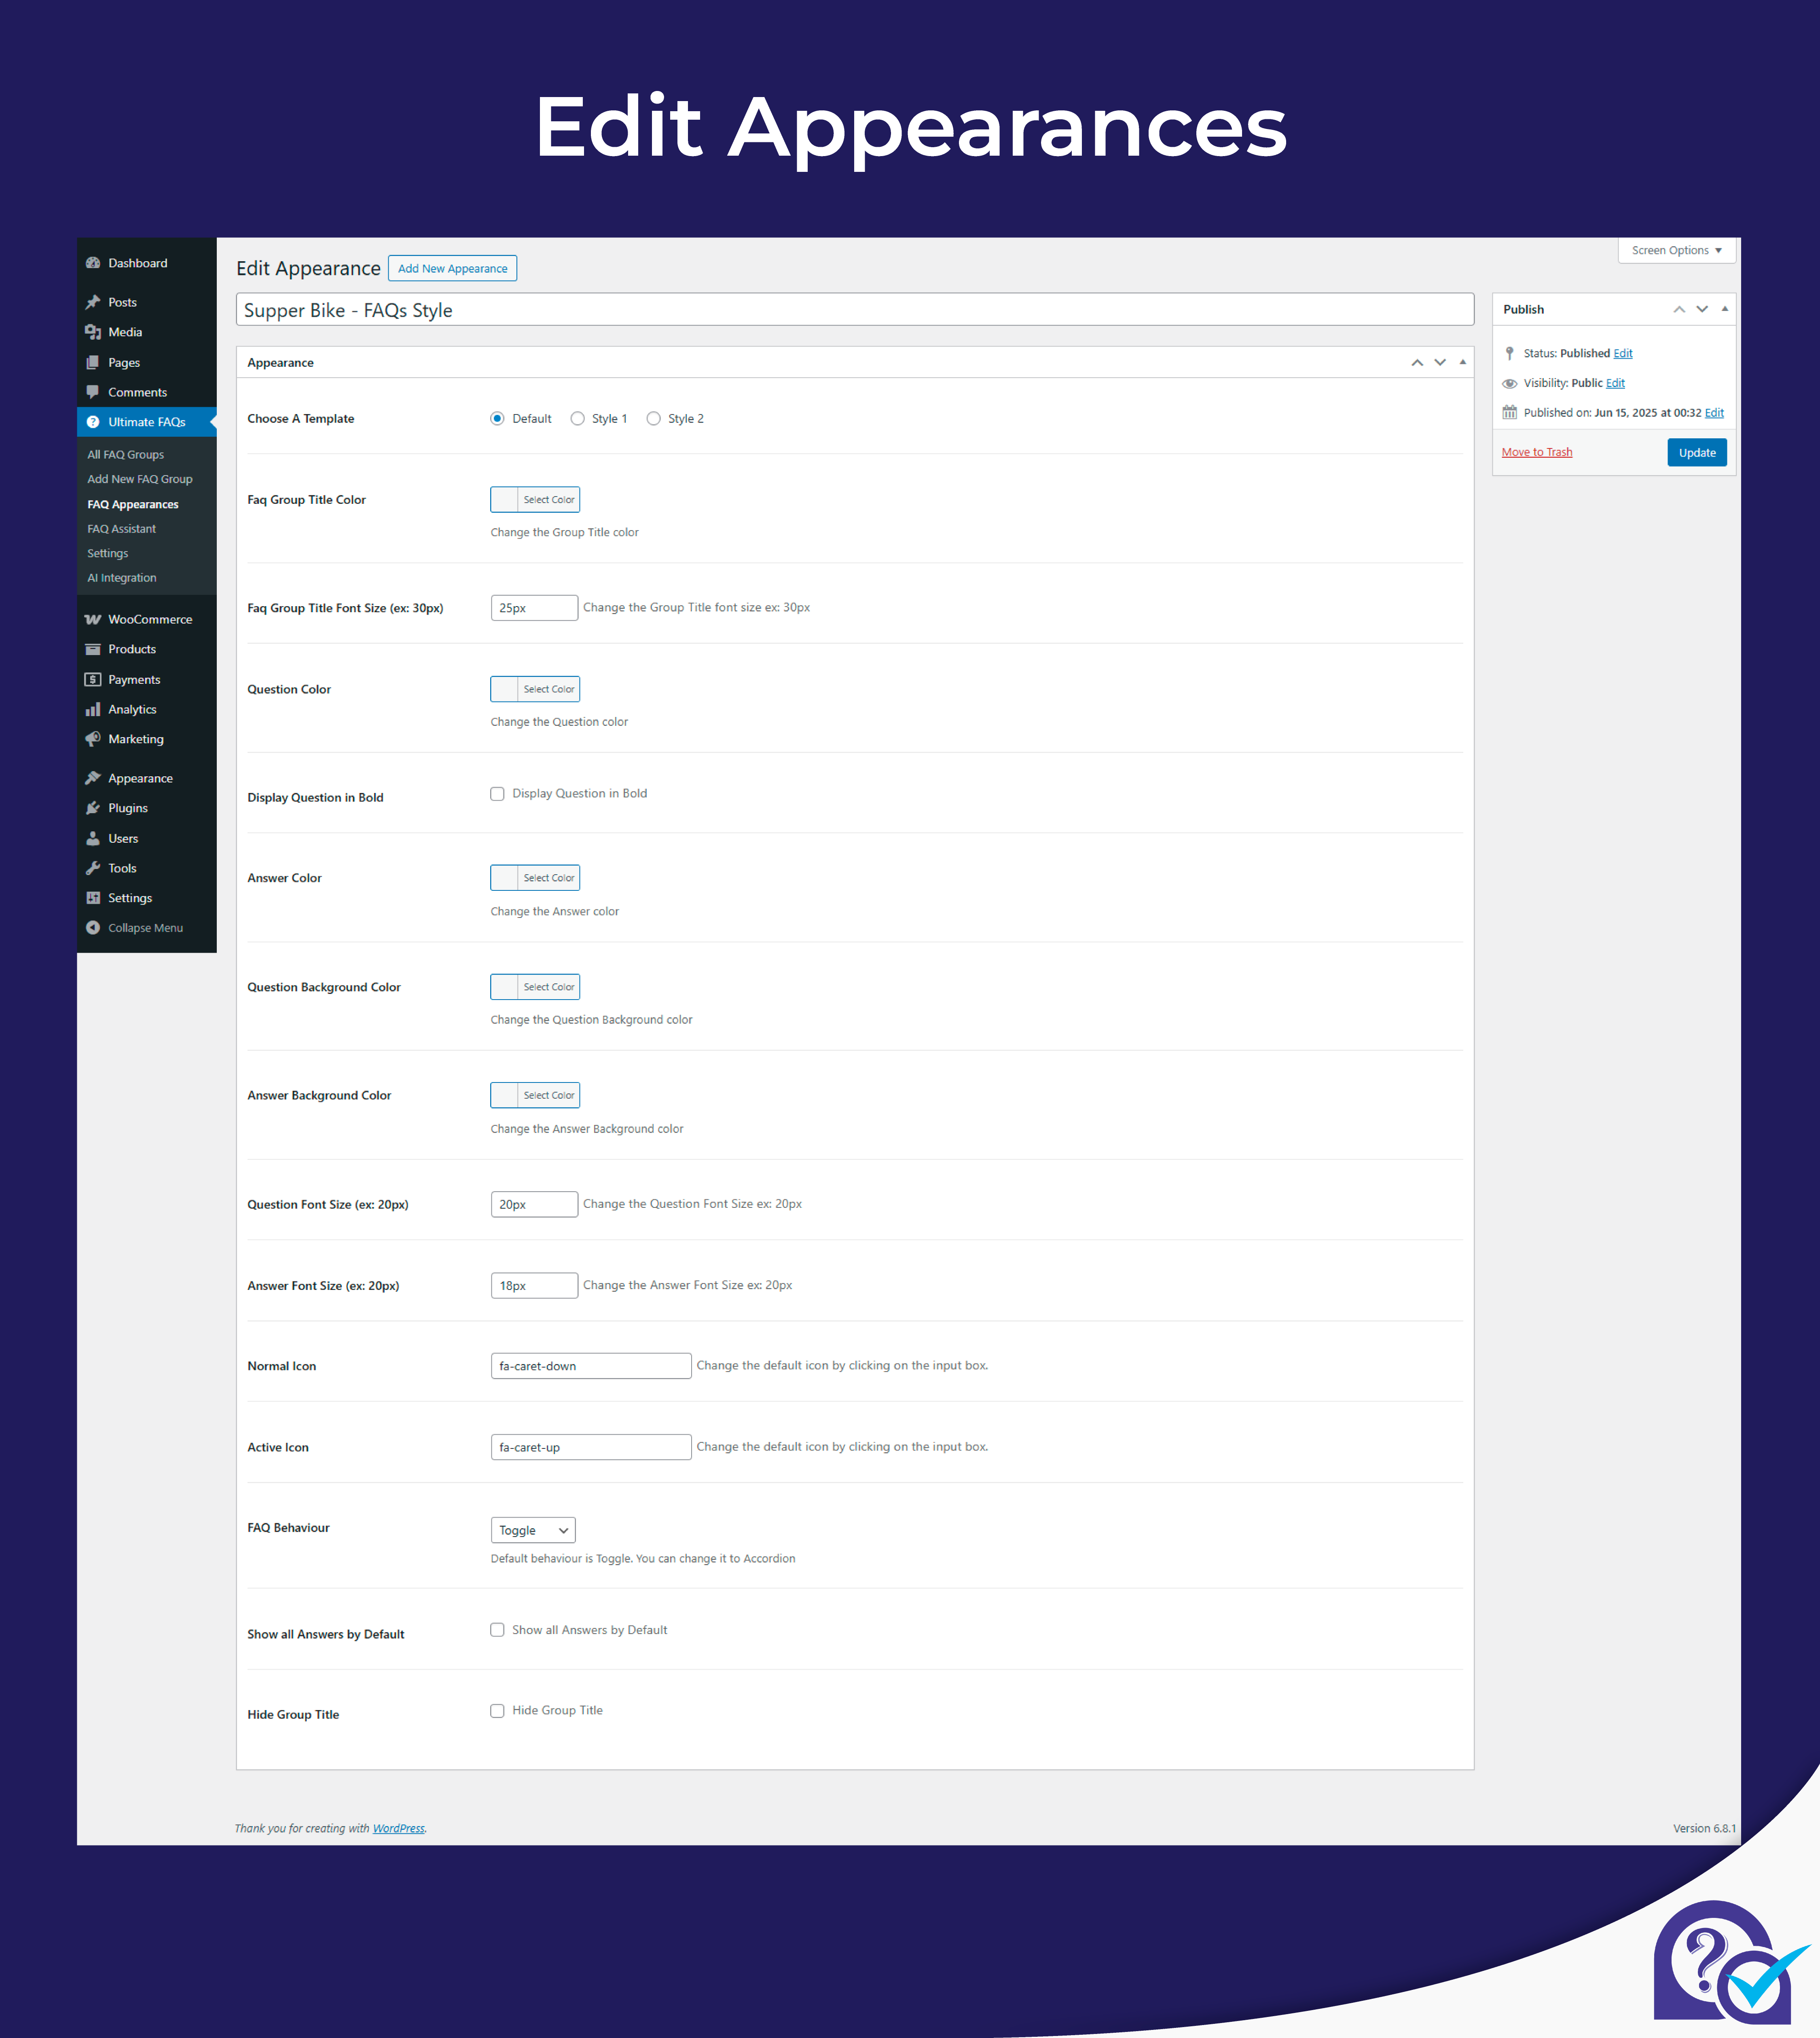 Edit Appearances
Dashboard
Posts
Media
Pages
Comments
Ultimate FAQs
All FAQ Groups
Add New FAQ Group
FAQ Appearances
FAQ Assistant
Settings
AI Integration
WooCommerce
Products
Payments
Analytics
Marketing
Appearance
Plugins
Users
Tools
Settings
Collapse Menu
Screen Options
Edit Appearance Add New Appearance
Supper Bike - FAQs Style
Appearance
Choose A Template Default Style 1 Style 2
Faq Group Title Color Select Color
Change the Group Title color
Faq Group Title Font Size (ex: 30px) 25px Change the Group Title font size ex: 30px
Question Color Select Color
Change the Question color
Display Question in Bold Display Question in Bold
Answer Color Select Color
Change the Answer color
Question Background Color Select Color
Change the Question Background color
Answer Background Color Select Color
Change the Answer Background color
Question Font Size (ex: 20px) 20px Change the Question Font Size ex: 20px
Answer Font Size (ex: 20px) 18px Change the Answer Font Size ex: 20px
Normal Icon fa-caret-down Change the default icon by clicking on the input box.
Active Icon fa-caret-up Change the default icon by clicking on the input box.
FAQ Behaviour Toggle
Default behaviour is Toggle. You can change it to Accordion
Show all Answers by Default Show all Answers by Default
Hide Group Title Hide Group Title
Publish
Status: Published Edit
Visibility: Public Edit
Published on: Jun 15, 2025 at 00:32 Edit
Move to Trash Update
Thank you for creating with WordPress.
Version 6.8.1